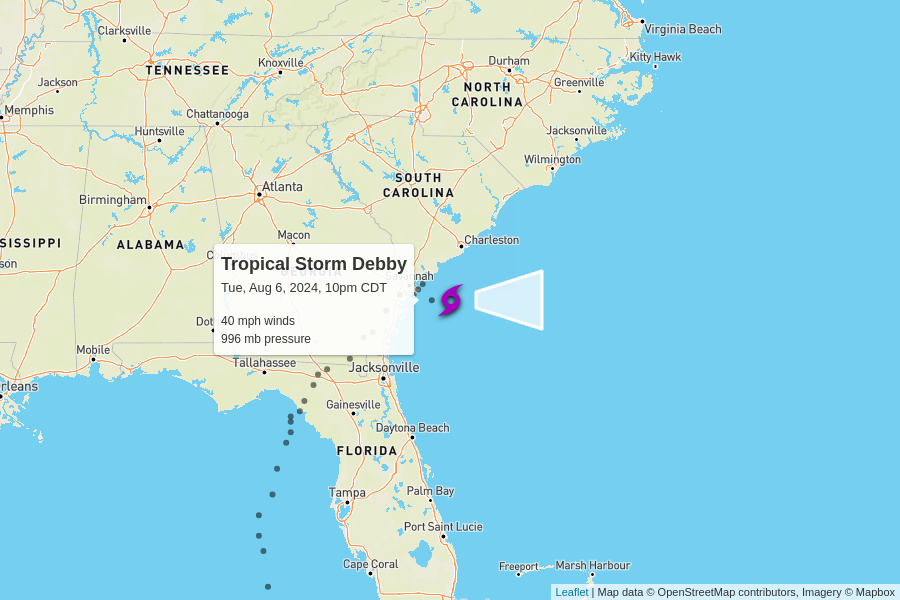 Clarksville
Virginia Beach
Knoxville
Durham
Kitty Hawk
TENNESSEE
Jackson
NORTH
CAROLINA
Greenville
Memphis
Chattanooga
Huntsville
Jacksonville
Wilmington
SOUTH
CAROLINA
Atlanta
Birmingham
Macon
Charleston
SISSIPPI
ALABAMA
son
Tropical Storm Debby
Tue, Aug 6, 2024, 10pm CDT
40 mph winds
996 mb pressure
Dot
Mobile
Tallahassee
Jacksonville
rleans
Gainesville
Daytona Beach
FLORIDA
Tampa
Palm Bay
Port Saint Lucie
Cape Coral
Freeport
Marsh Harbour
Leaflet | Map data © OpenStreetMap contributors, Imagery © Mapbox